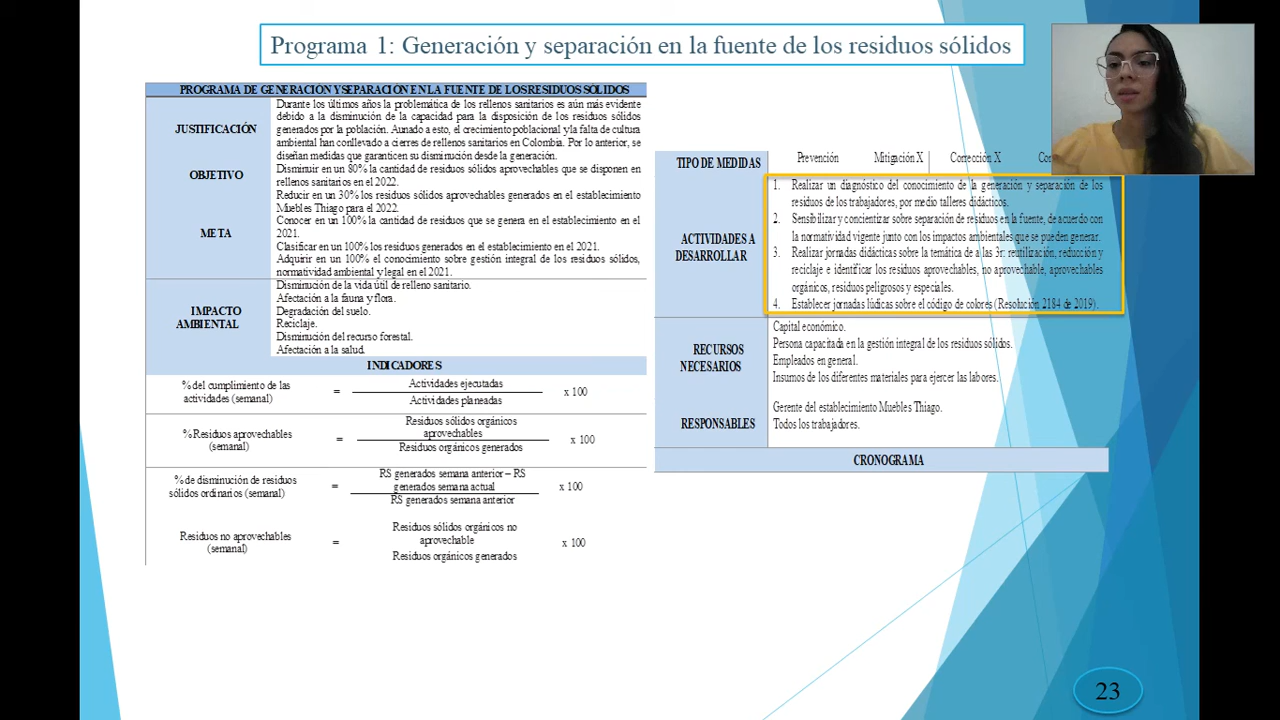 Programa 1: Generación y separación en la fuente de los residuos sólidos
PROGRAMA DE GENERACIÓN Y SEPARACIÓN EN LA FUENTE DE LOS RESIDUOS SÓLIDOS
JUSTIFICACIÓN
Durante los últimos años la problemática de los rellenos sanitarios es aún más evidente
debido a la disminución de la capacidad para la disposición de los residuos sólidos
generados por la población. Aunado a esto, el crecimiento poblacional y la falta de cultura
ambiental han conllevado a cierres de rellenos sanitarios en Colombia. Por lo anterior, se
diseñan medidas que garanticen su disminución desde la generación.
OBJETIVO
Disminuir en un 80% la cantidad de residuos sólidos aprovechables que se disponen en
rellenos sanitarios en el 2022.
META
Reducir en un 30% los residuos sólidos aprovechables generados en el establecimiento
Muebles Thiago para el 2022.
Conocer en un 100% la cantidad de residuos que se genera en el establecimiento en el
2021.
Clasificar en un 100% los residuos generados en el establecimiento en el 2021.
Adquirir en un 100% el conocimiento sobre gestión integral de los residuos sólidos,
normatividad ambiental y legal en el 2021.
IMPACTO
AMBIENTAL
Disminución de la vida útil de relleno sanitario.
Afectación a la fauna y flora.
Degradación del suelo.
Reciclaje.
Disminución del recurso forestal.
Afectación a la salud.
INDICADORES
% del cumplimiento de las
actividades (semanal)
=
Actividades ejecutadas
Actividades planeadas
x 100
% Residuos aprovechables
(semanal)
=
Residuos sólidos orgánicos
aprovechables
Residuos orgánicos generados
x 100
% de disminución de residuos
sólidos ordinarios (semanal)
=
RS generados semana anterior – RS
generados semana actual
RS generados semana anterior
x 100
Residuos no aprovechables
(semanal)
=
Residuos sólidos orgánicos no
aprovechable
Residuos orgánicos generados
x 100
TIPO DE MEDIDAS
Prevención Mitigación X Corrección X
ACTIVIDADES A
DESARROLLAR
1. Realizar un diagnóstico del conocimiento de la generación y separación de los
residuos de los trabajadores, por medio talleres didácticos.
2. Sensibilizar y concientizar sobre separación de residuos en la fuente, de acuerdo con
la normatividad vigente junto con los impactos ambientales que se pueden generar.
3. Realizar jornadas didácticas sobre la temática de a las 3r: reutilización, reducción y
reciclaje e identificar los residuos aprovechables, no aprovechable, aprovechables
orgánicos, residuos peligrosos y especiales.
4. Establecer jornadas lúdicas sobre el código de colores (Resolución 2184 de 2019).
RECURSOS
NECESARIOS
Capital económico.
Persona capacitada en la gestión integral de los residuos sólidos.
Empleados en general.
Insumos de los diferentes materiales para ejercer las labores.
RESPONSABLES
Gerente del establecimiento Muebles Thiago.
Todos los trabajadores.
CRONOGRAMA
23